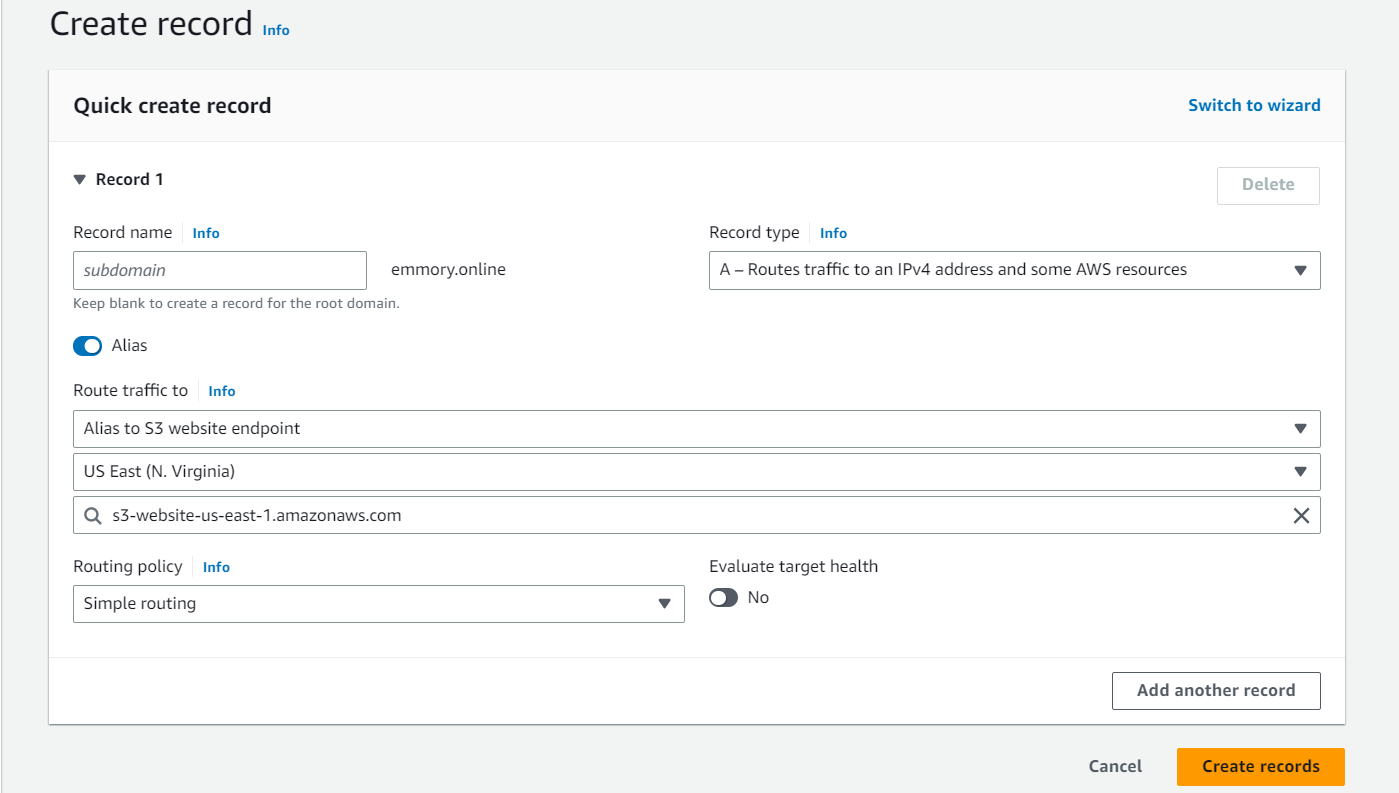 Create record Info
Quick create record Switch to wizard
Record 1 Delete
Record name Info Record type Info
subdomain emmory.online A – Routes traffic to an IPv4 address and some AWS resources
Keep blank to create a record for the root domain.
Alias
Route traffic to Info
Alias to S3 website endpoint
US East (N. Virginia)
s3-website-us-east-1.amazonaws.com
Routing policy Info Evaluate target health
Simple routing No
Add another record
Cancel Create records